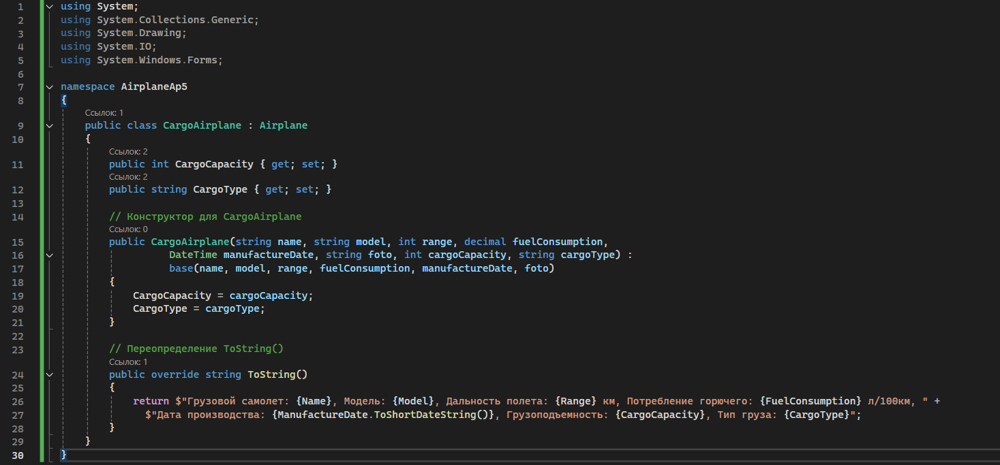 1 using System;
2 using System.Collections.Generic;
3 using System.Drawing;
4 using System.IO;
5 using System.Windows.Forms;
6
7 namespace AirplaneAp5
8 {
Ссылок: 1
9 public class CargoAirplane : Airplane
10 {
Ссылок: 2
11 public int CargoCapacity { get; set; }
Ссылок: 2
12 public string CargoType { get; set; }
13
14 // Конструктор для CargoAirplane
Ссылок: 0
15 public CargoAirplane(string name, string model, int range, decimal fuelConsumption,
16 DateTime manufactureDate, string foto, int cargoCapacity, string cargoType) :
17 base(name, model, range, fuelConsumption, manufactureDate, foto)
18 {
19 CargoCapacity = cargoCapacity;
20 CargoType = cargoType;
21 }
22
23 // Переопределение ToString()
Ссылок: 1
24 public override string ToString()
25 {
26 return $"Грузовой самолет: {Name}, Модель: {Model}, Дальность полета: {Range} км, Потребление горючего: {FuelConsumption} л/100км, " +
27 $"Дата производства: {ManufactureDate.ToShortDateString()}, Грузоподъемность: {CargoCapacity}, Тип груза: {CargoType}";
28 }
29 }
30 }